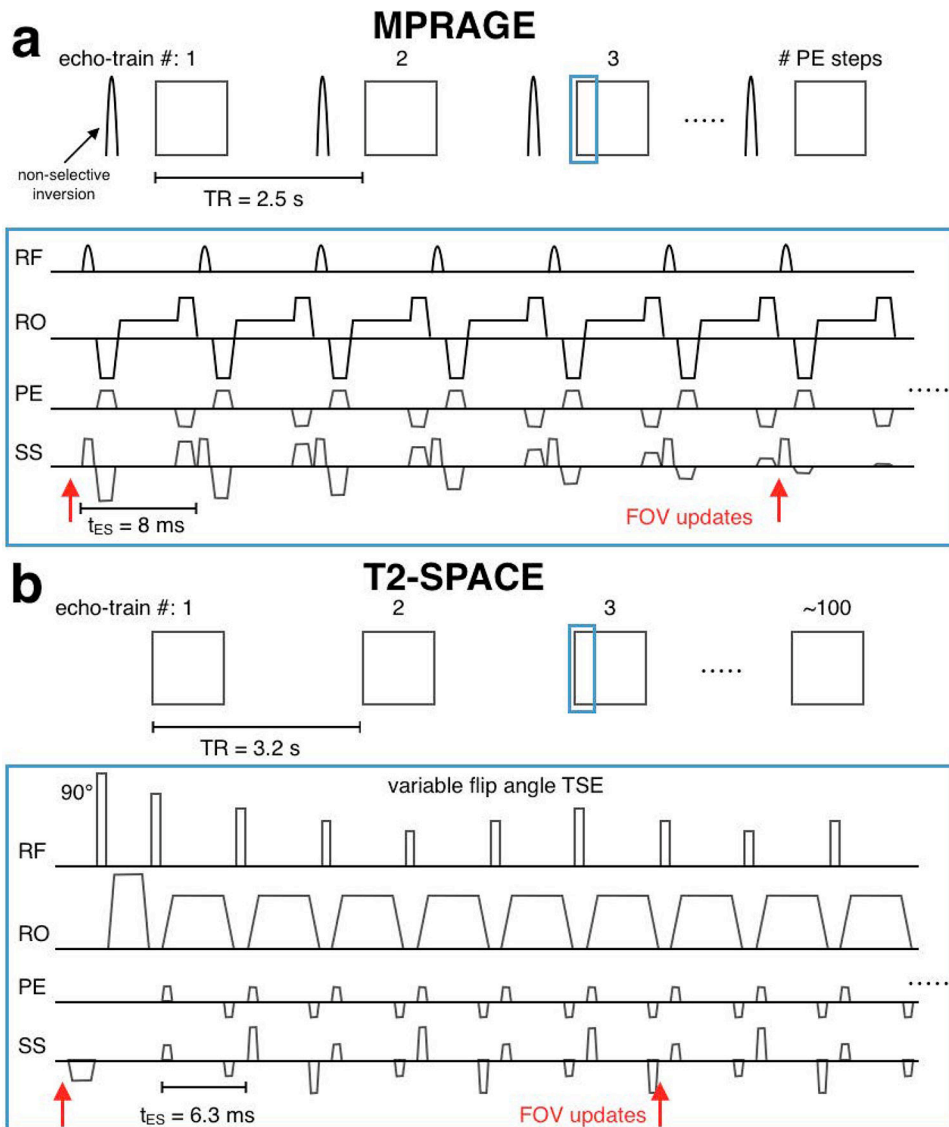 a
MPRAGE
echo-train #: 1 2 3 # PE steps
.....
non-selective
inversion
TR = 2.5 s
RF
RO
PE
.....
SS
t_ES = 8 ms
FOV updates
b
T2-SPACE
echo-train #: 1 2 3 ~100
.....
TR = 3.2 s
variable flip angle TSE
90°
RF
RO
PE
.....
SS
t_ES = 6.3 ms
FOV updates